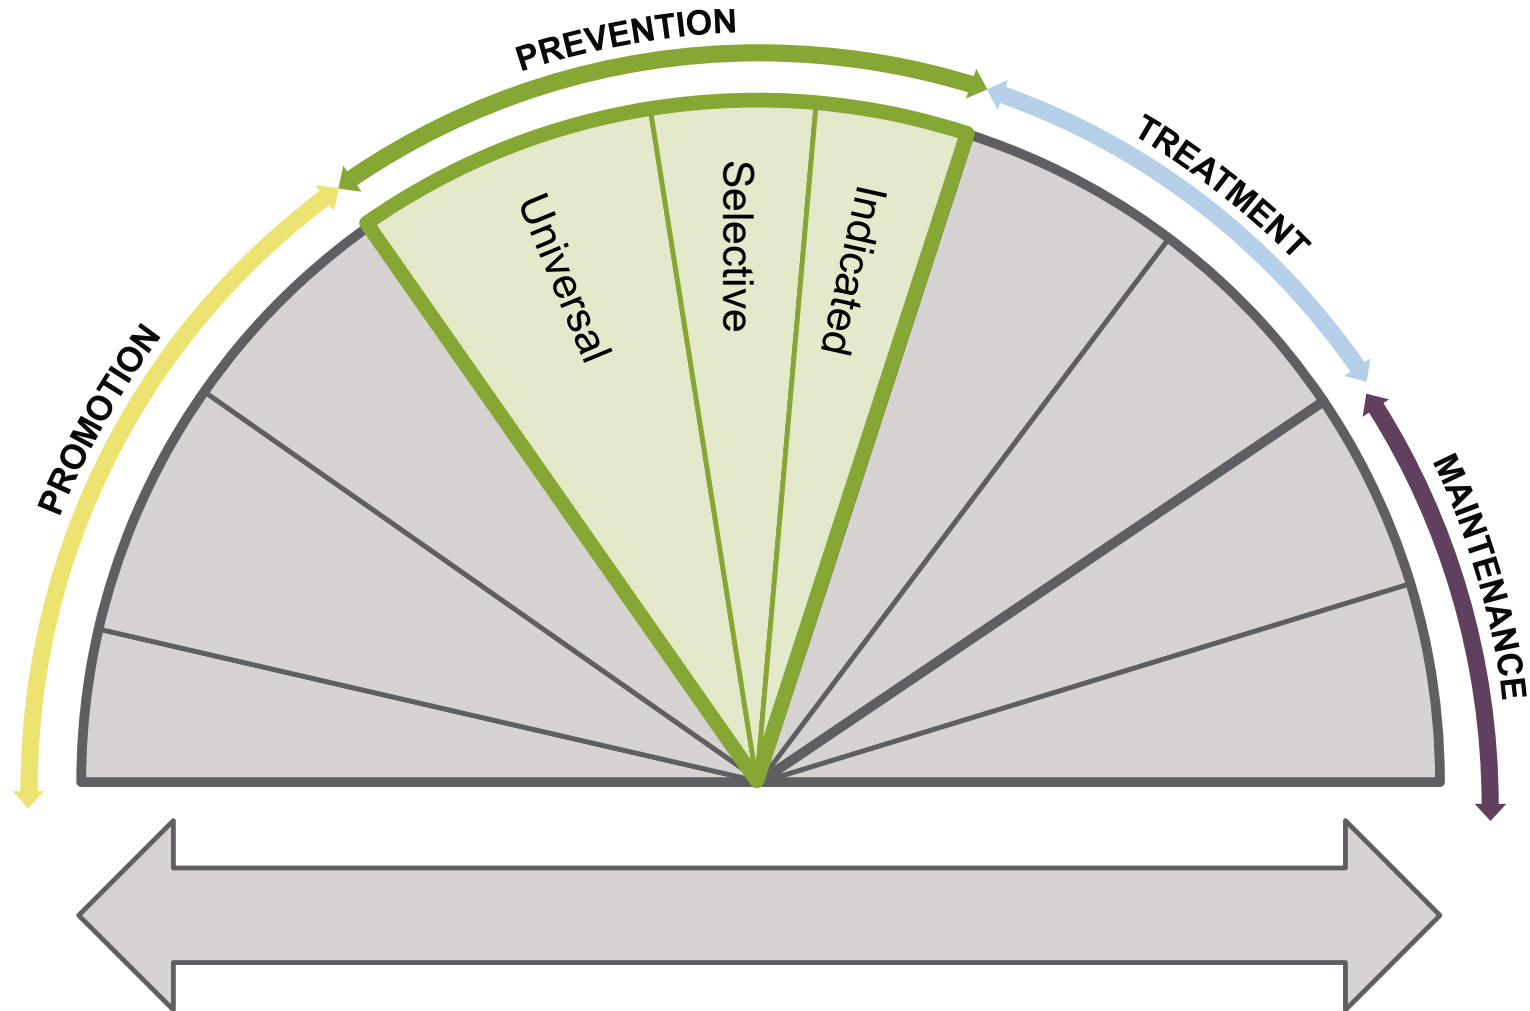 PROMOTION
PREVENTION
TREATMENT
MAINTENANCE
Universal
Selective
Indicated